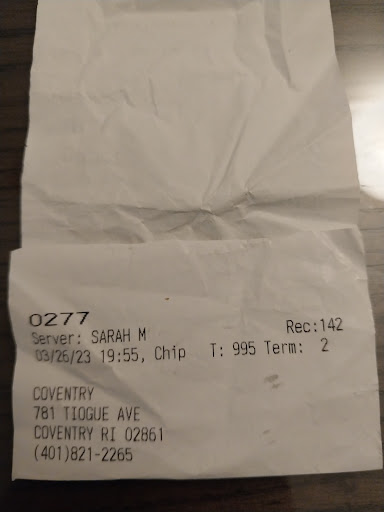 0277
Server: SARAH M Rec:142
03/26/23 19:55, Chip T: 995 Term: 2
COVENTRY
781 TIOGUE AVE
COVENTRY RI 02861
(401)821-2265